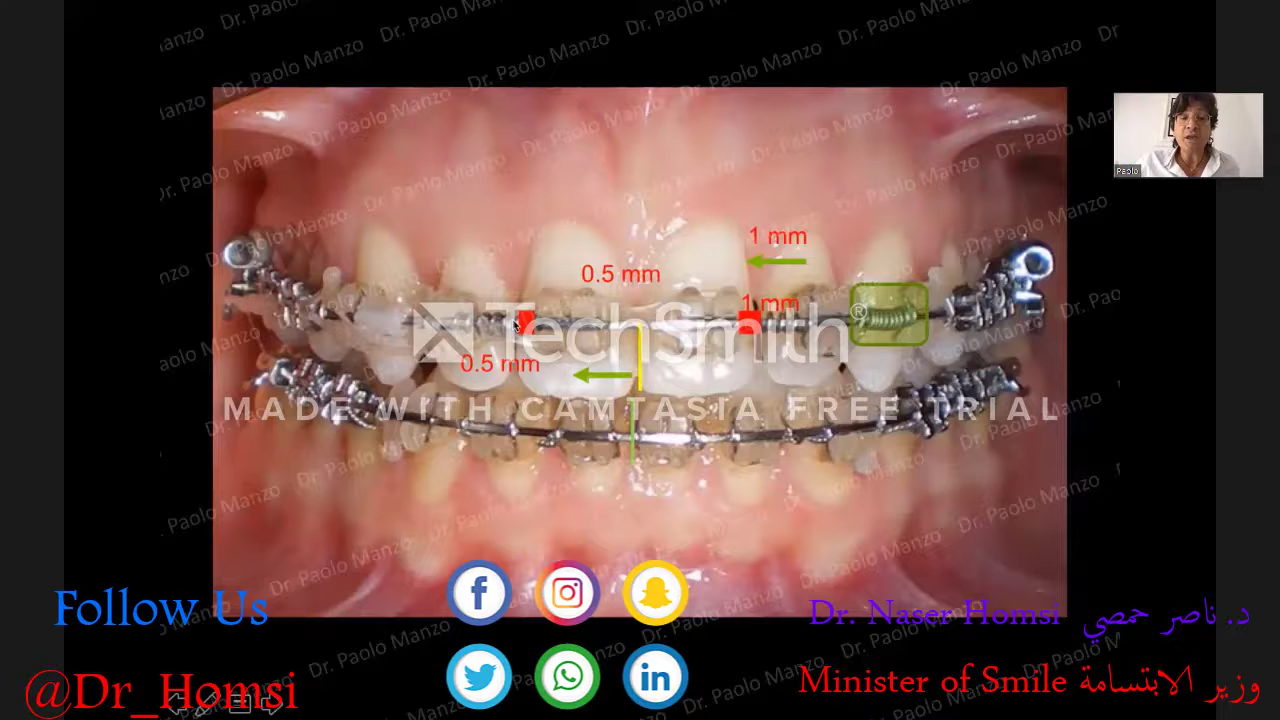 Dr. Paolo Manzo
Paolo
1 mm
0.5 mm
1 mm
TechSmith®
0.5 mm
MADE WITH CAMTASIA FREE TRIAL
Follow Us
Dr. Naser Homsi د. ناصر حمصي
@Dr_Homsi
Minister of Smile وزير الابتسامة